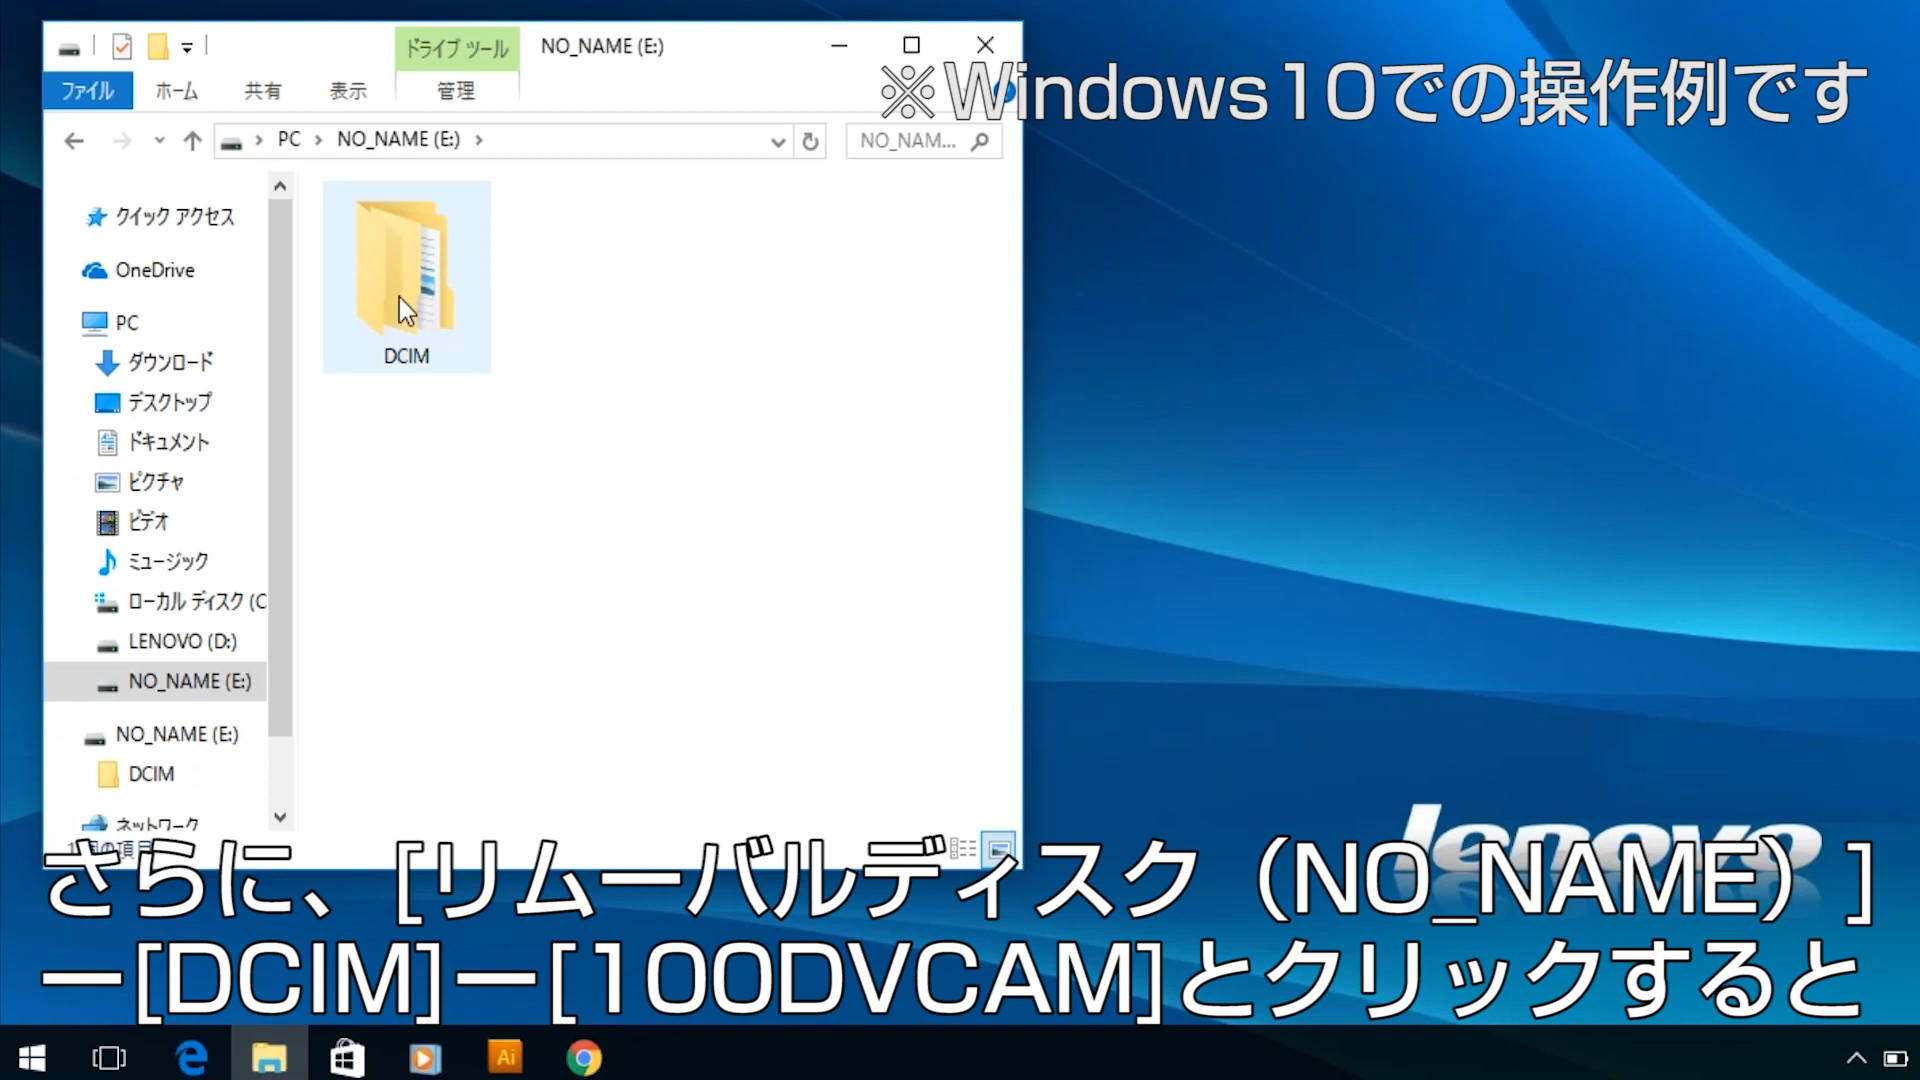 ドライブ ツール
NO_NAME (E:)
ファイル
ホーム
共有
表示
管理
※Windows10での操作例です
PC
NO_NAME (E:)
NO_NAM...
クイック アクセス
OneDrive
PC
ダウンロード
デスクトップ
ドキュメント
ピクチャ
ビデオ
ミュージック
ローカル ディスク (C
LENOVO (D:)
NO_NAME (E:)
NO_NAME (E:)
DCIM
ネットワーク
DCIM
lenovo
さらに、[リムーバルディスク（NO_NAME）]
ー[DCIM]ー[100DVCAM]とクリックすると
Ai